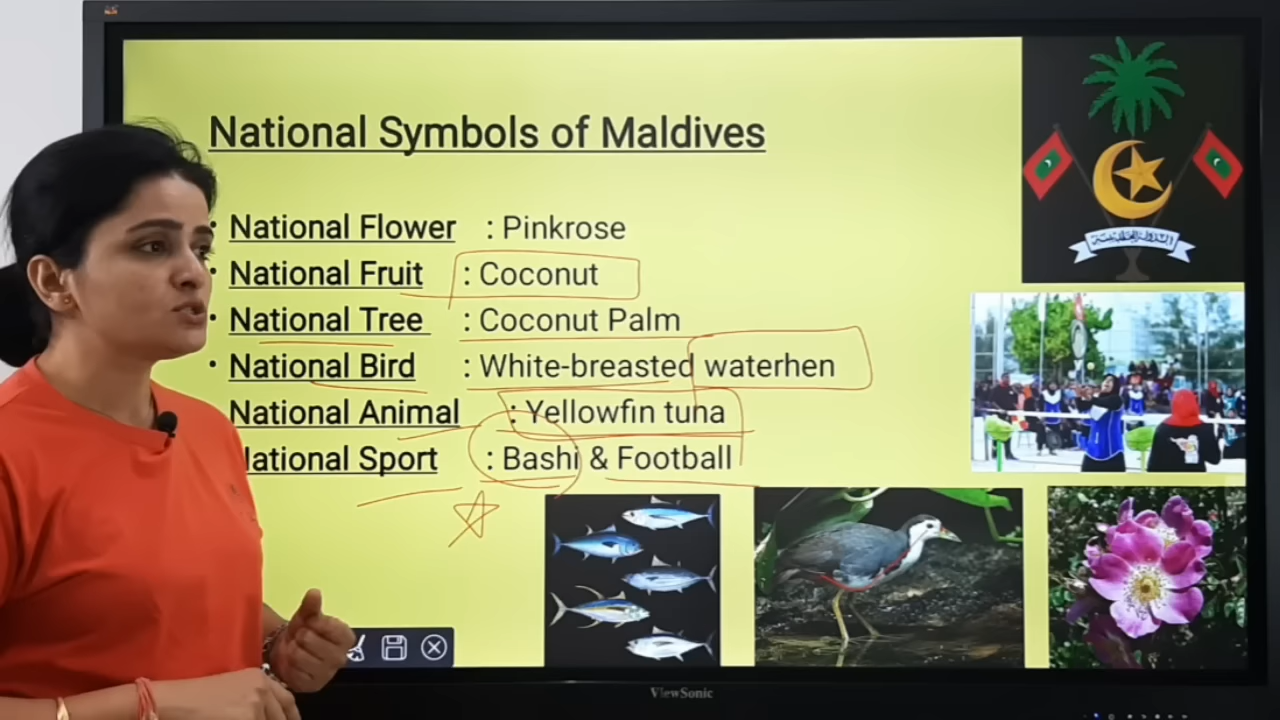 National Symbols of Maldives
• National Flower : Pinkrose
• National Fruit : Coconut
• National Tree : Coconut Palm
• National Bird : White-breasted waterhen
National Animal : Yellowfin tuna
National Sport : Bashi & Football
ViewSonic